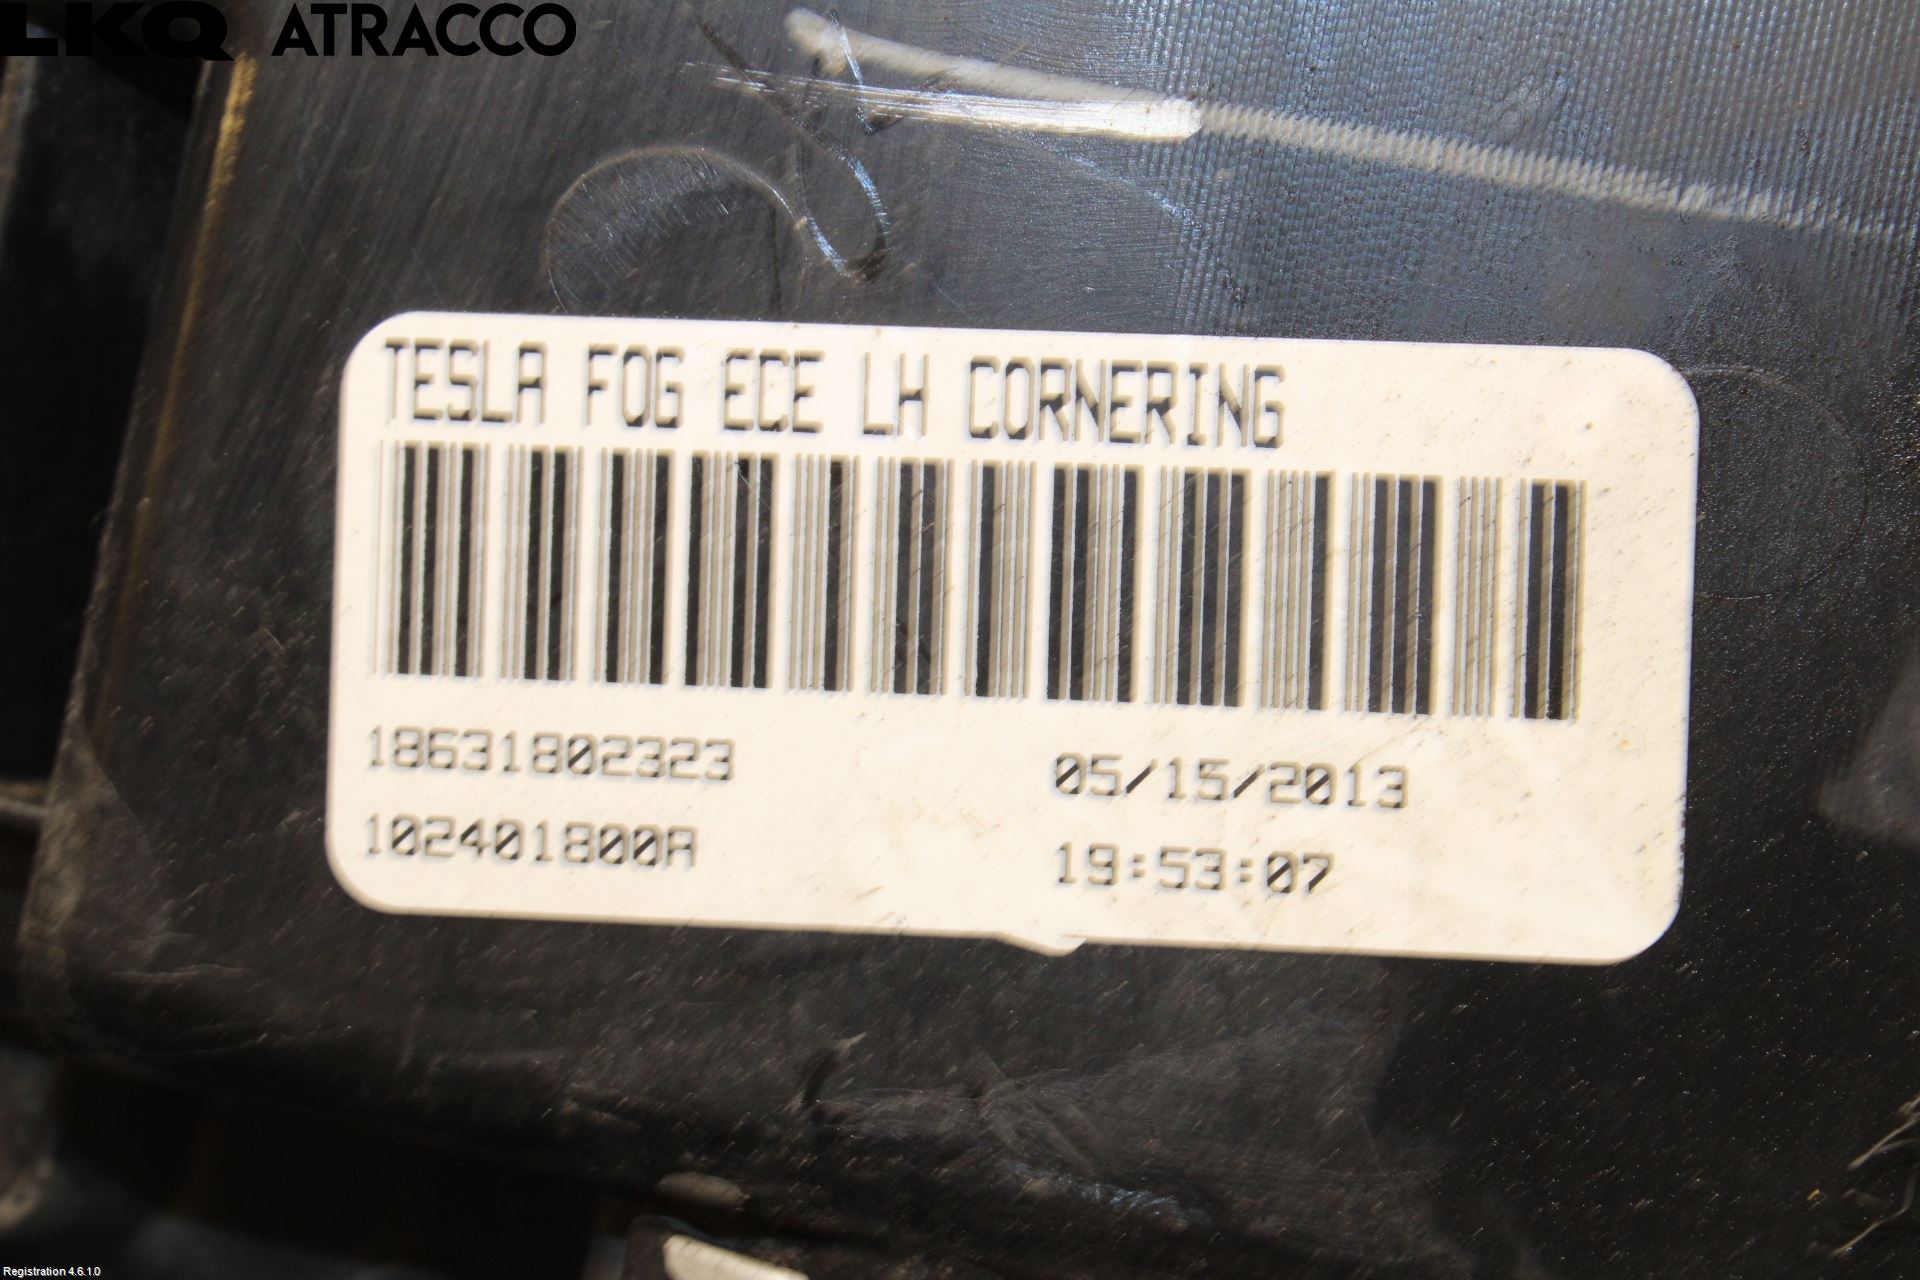 LKQ ATRACCO
TESLA FOG ECE LH CORNERING
18631802323 05/15/2013
102401800A 19:53:07
Registration 4.6.1.0